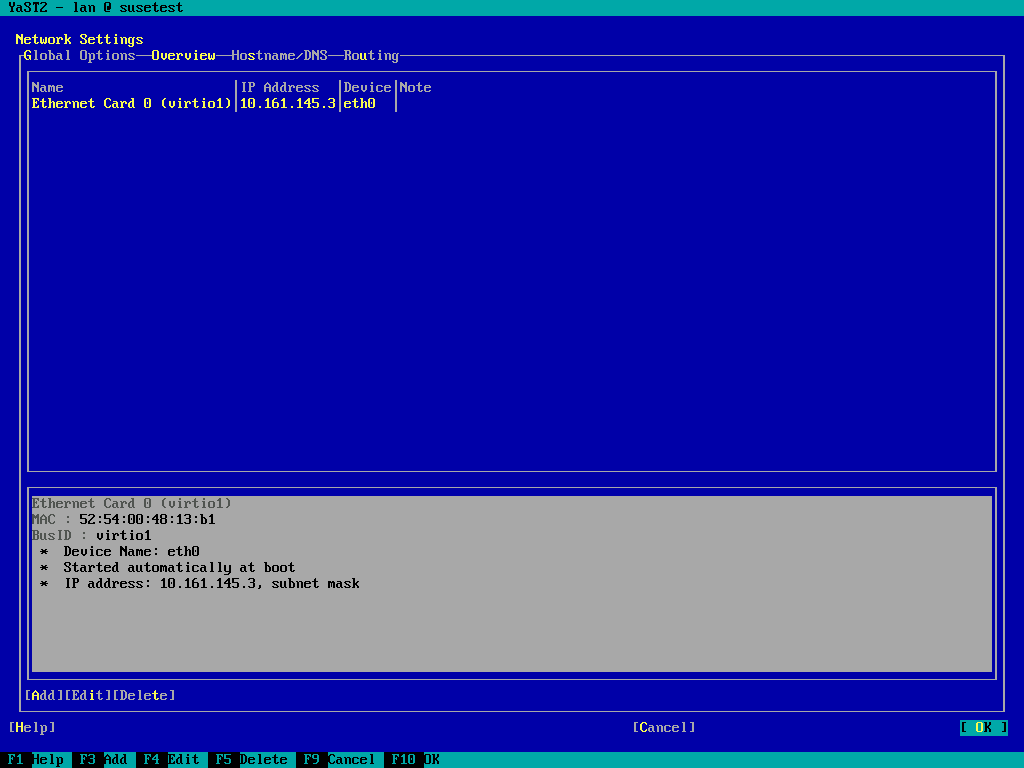 YaST2 - lan @ susetest
Network Settings
Global Options Overview Hostname/DNS Routing
Name |IP Address |Device|Note
Ethernet Card 0 (virtio1)|10.161.145.3|eth0 |
Ethernet Card 0 (virtio1)
MAC : 52:54:00:48:13:b1
BusID : virtio1
* Device Name: eth0
* Started automatically at boot
* IP address: 10.161.145.3, subnet mask
[Add][Edit][Delete]
[Help] [Cancel] [ OK ]
F1 Help F3 Add F4 Edit F5 Delete F9 Cancel F10 OK